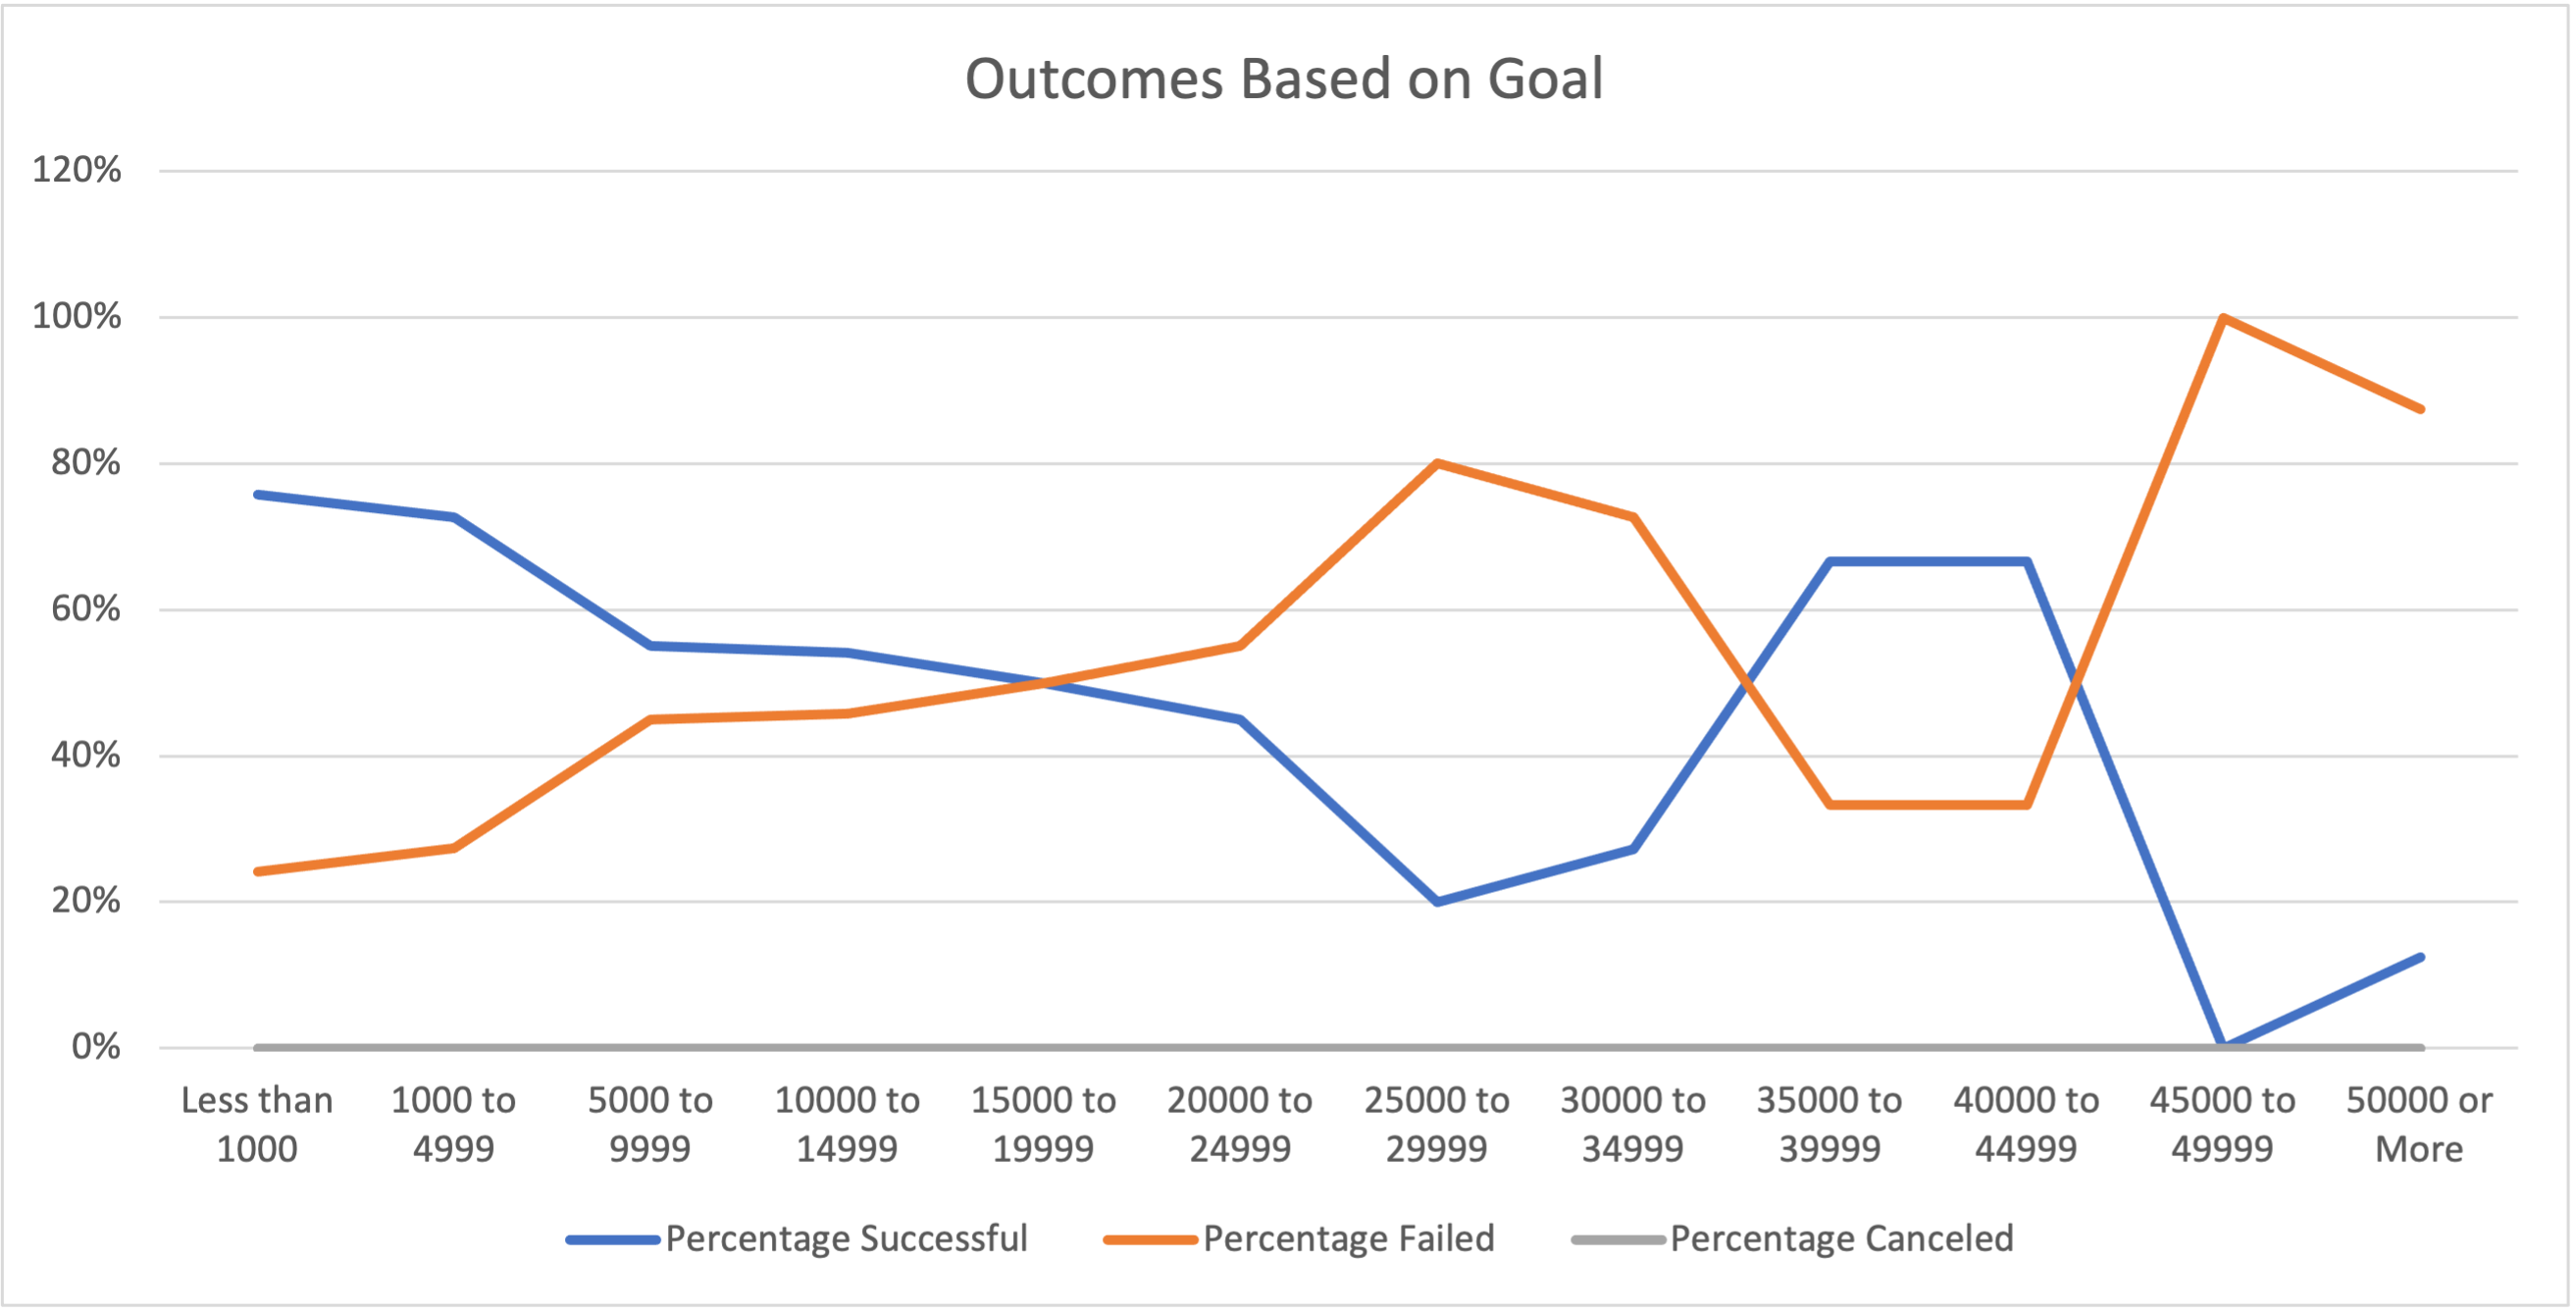 Outcomes Based on Goal
120%
100%
80%
60%
40%
20%
0%
Less than 1000
1000 to 4999
5000 to 9999
10000 to 14999
15000 to 19999
20000 to 24999
25000 to 29999
30000 to 34999
35000 to 39999
40000 to 44999
45000 to 49999
50000 or More
Percentage Successful
Percentage Failed
Percentage Canceled